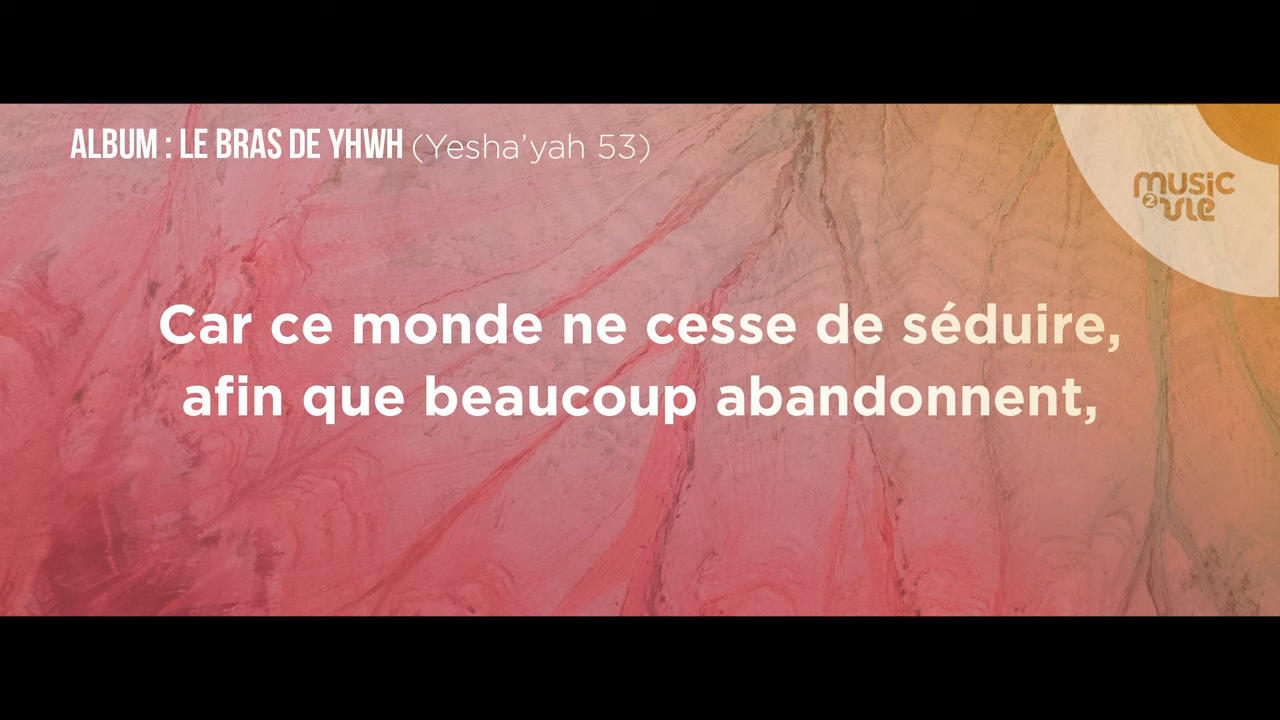 ALBUM : LE BRAS DE YHWH (Yesha’yah 53)
music
2 vie
Car ce monde ne cesse de séduire,
afin que beaucoup abandonnent,